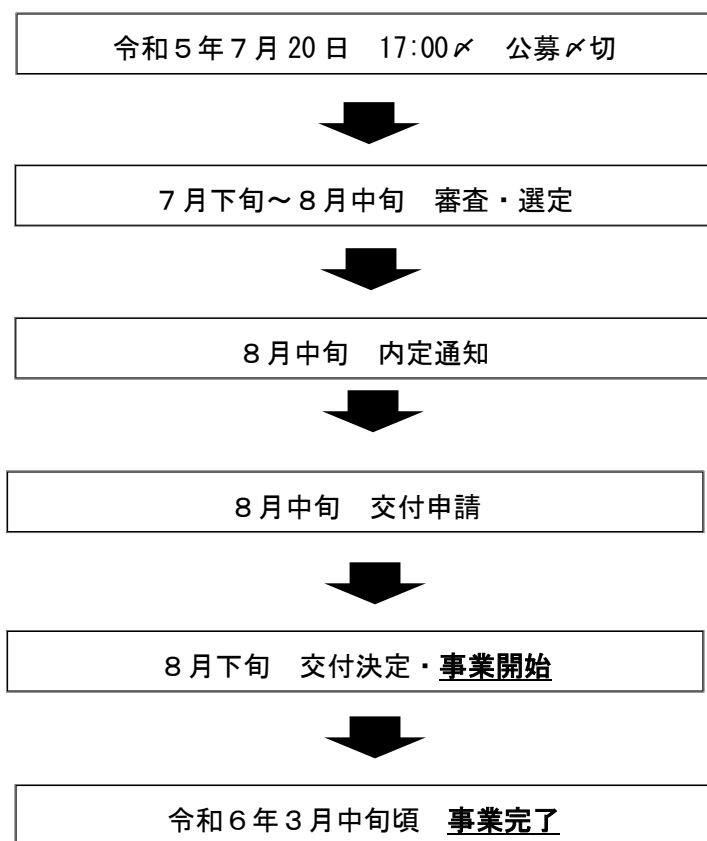 令和５年７月 20 日　17:00〆　公募〆切
７月下旬～８月中旬　審査・選定
８月中旬　内定通知
８月中旬　交付申請
８月下旬　交付決定・事業開始
令和６年３月中旬頃　事業完了